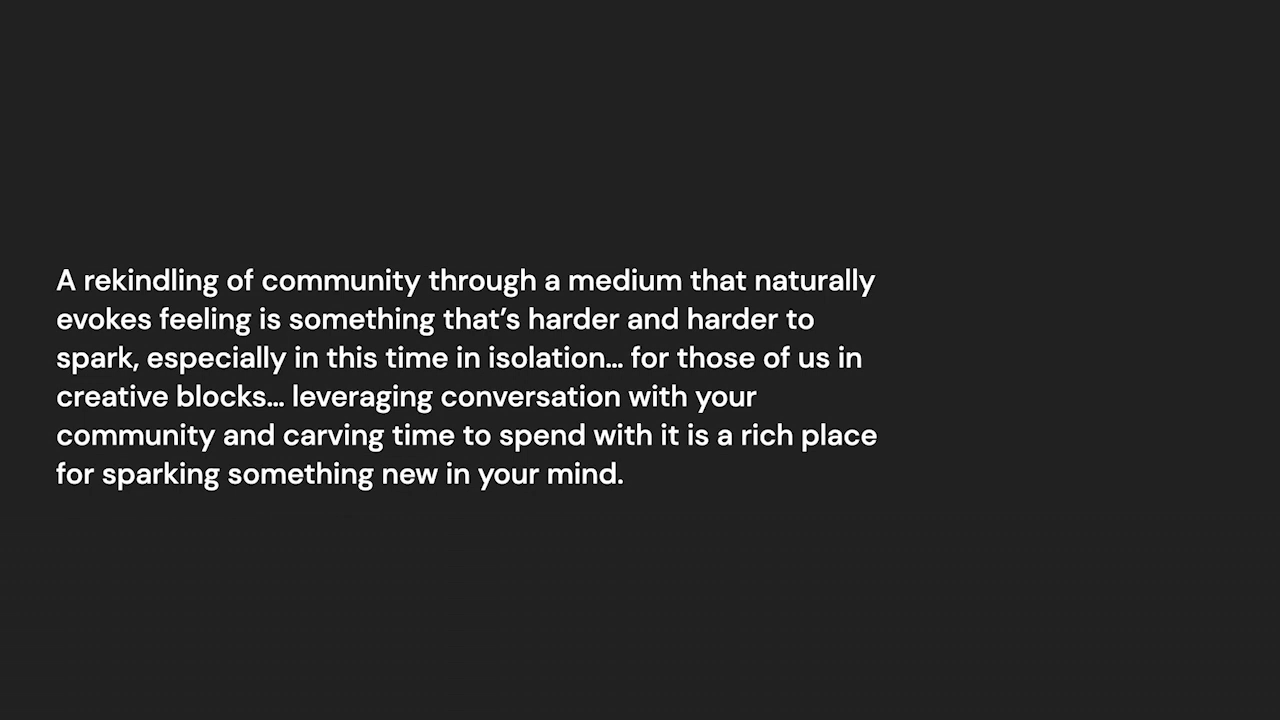 A rekindling of community through a medium that naturally
evokes feeling is something that’s harder and harder to
spark, especially in this time in isolation… for those of us in
creative blocks… leveraging conversation with your
community and carving time to spend with it is a rich place
for sparking something new in your mind.